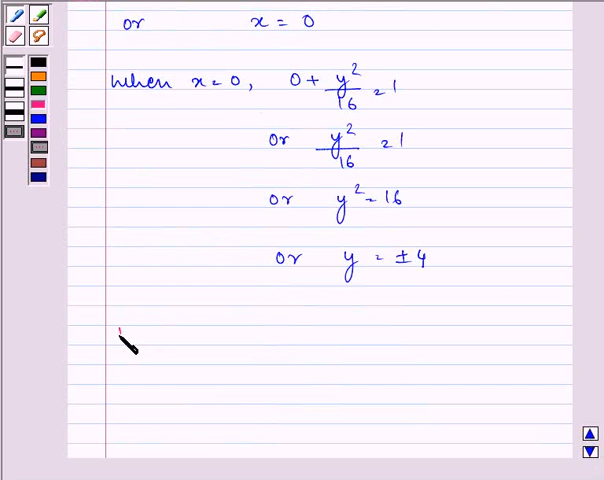 or x = 0
When x=0, 0 + y²/16 = 1
or y²/16 = 1
or y² = 16
or y = ±4